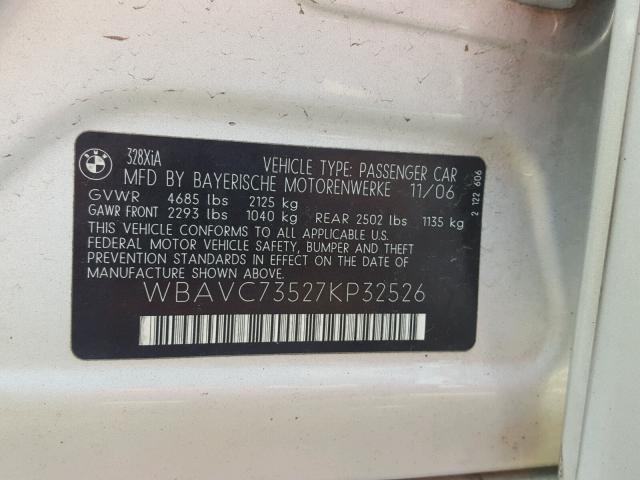 BMW
328XiA
VEHICLE TYPE: PASSENGER CAR
MFD BY BAYERISCHE MOTORENWERKE 11/06
GVWR 4685 lbs 2125 kg
GAWR FRONT 2293 lbs 1040 kg REAR 2502 lbs 1135 kg
THIS VEHICLE CONFORMS TO ALL APPLICABLE U.S.
FEDERAL MOTOR VEHICLE SAFETY, BUMPER AND THEFT
PREVENTION STANDARDS IN EFFECT ON THE DATE OF
MANUFACTURE SHOWN ABOVE.
WBAVC73527KP32526
2 122 606